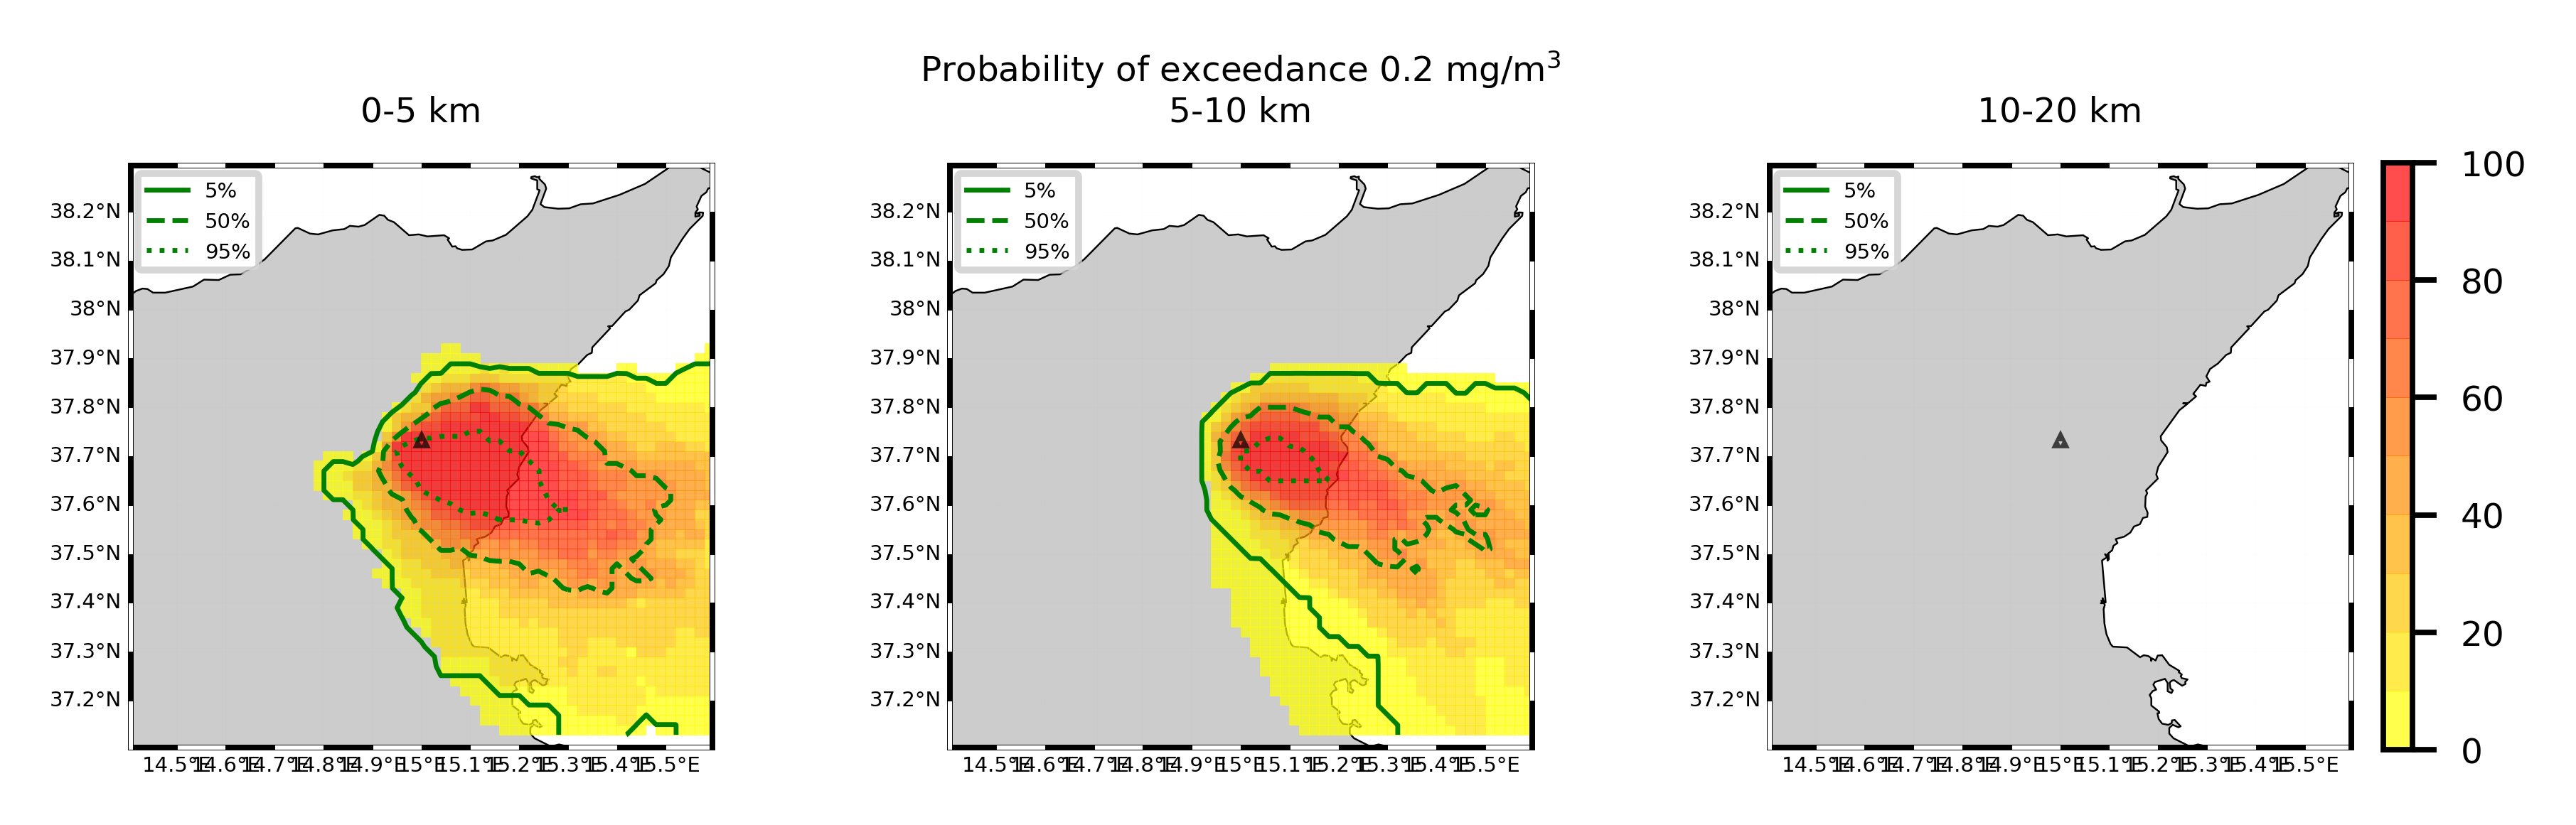 Probability of exceedance 0.2 mg/m³
0-5 km
5-10 km
10-20 km
5%
50%
95%
38.2°N
38.1°N
38°N
37.9°N
37.8°N
37.7°N
37.6°N
37.5°N
37.4°N
37.3°N
37.2°N
14.5°E 14.6°E 14.7°E 14.8°E 14.9°E 15°E 15.1°E 15.2°E 15.3°E 15.4°E 15.5°E
5%
50%
95%
38.2°N
38.1°N
38°N
37.9°N
37.8°N
37.7°N
37.6°N
37.5°N
37.4°N
37.3°N
37.2°N
14.5°E 14.6°E 14.7°E 14.8°E 14.9°E 15°E 15.1°E 15.2°E 15.3°E 15.4°E 15.5°E
5%
50%
95%
38.2°N
38.1°N
38°N
37.9°N
37.8°N
37.7°N
37.6°N
37.5°N
37.4°N
37.3°N
37.2°N
14.5°E 14.6°E 14.7°E 14.8°E 14.9°E 15°E 15.1°E 15.2°E 15.3°E 15.4°E 15.5°E
100
80
60
40
20
0